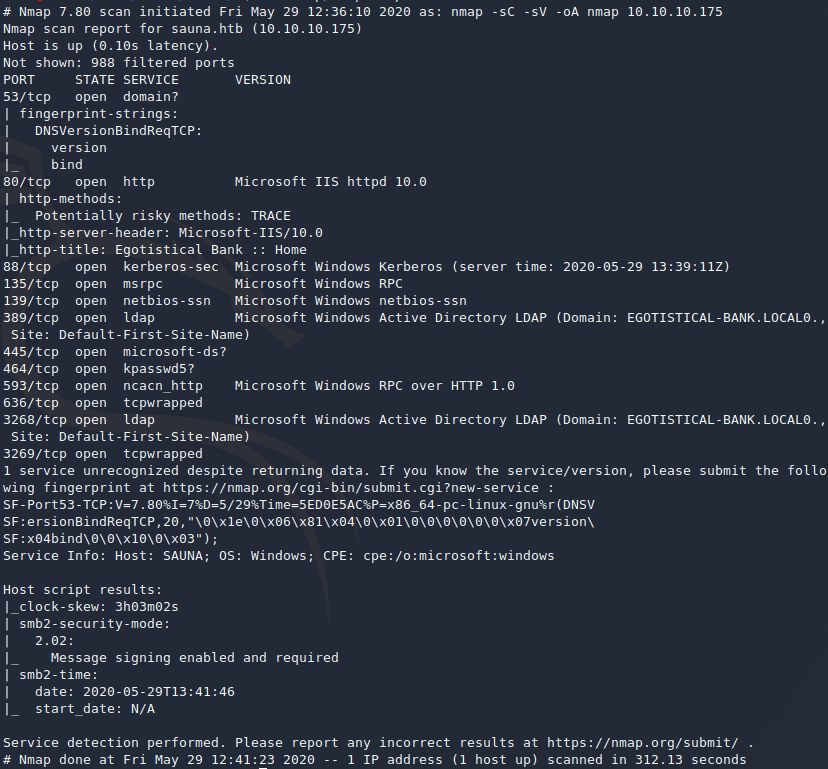 # Nmap 7.80 scan initiated Fri May 29 12:36:10 2020 as: nmap -sC -sV -oA nmap 10.10.10.175
Nmap scan report for sauna.htb (10.10.10.175)
Host is up (0.10s latency).
Not shown: 988 filtered ports
PORT     STATE SERVICE       VERSION
53/tcp   open  domain?
| fingerprint-strings:
|   DNSVersionBindReqTCP:
|     version
|_    bind
80/tcp   open  http          Microsoft IIS httpd 10.0
| http-methods:
|_  Potentially risky methods: TRACE
|_http-server-header: Microsoft-IIS/10.0
|_http-title: Egotistical Bank :: Home
88/tcp   open  kerberos-sec  Microsoft Windows Kerberos (server time: 2020-05-29 13:39:11Z)
135/tcp  open  msrpc         Microsoft Windows RPC
139/tcp  open  netbios-ssn   Microsoft Windows netbios-ssn
389/tcp  open  ldap          Microsoft Windows Active Directory LDAP (Domain: EGOTISTICAL-BANK.LOCAL0.,
 Site: Default-First-Site-Name)
445/tcp  open  microsoft-ds?
464/tcp  open  kpasswd5?
593/tcp  open  ncacn_http    Microsoft Windows RPC over HTTP 1.0
636/tcp  open  tcpwrapped
3268/tcp open  ldap          Microsoft Windows Active Directory LDAP (Domain: EGOTISTICAL-BANK.LOCAL0.,
 Site: Default-First-Site-Name)
3269/tcp open  tcpwrapped
1 service unrecognized despite returning data. If you know the service/version, please submit the follo
wing fingerprint at https://nmap.org/cgi-bin/submit.cgi?new-service :
SF-Port53-TCP:V=7.80%I=7%D=5/29%Time=5ED0E5AC%P=x86_64-pc-linux-gnu%r(DNSV
SF:ersionBindReqTCP,20,"\0\x1e\0\x06\x81\x04\0\x01\0\0\0\0\0\0\x07version\
SF:x04bind\0\0\x10\0\x03");
Service Info: Host: SAUNA; OS: Windows; CPE: cpe:/o:microsoft:windows

Host script results:
|_clock-skew: 3h03m02s
| smb2-security-mode:
|   2.02:
|_    Message signing enabled and required
| smb2-time:
|   date: 2020-05-29T13:41:46
|_  start_date: N/A

Service detection performed. Please report any incorrect results at https://nmap.org/submit/ .
# Nmap done at Fri May 29 12:41:23 2020 -- 1 IP address (1 host up) scanned in 312.13 seconds